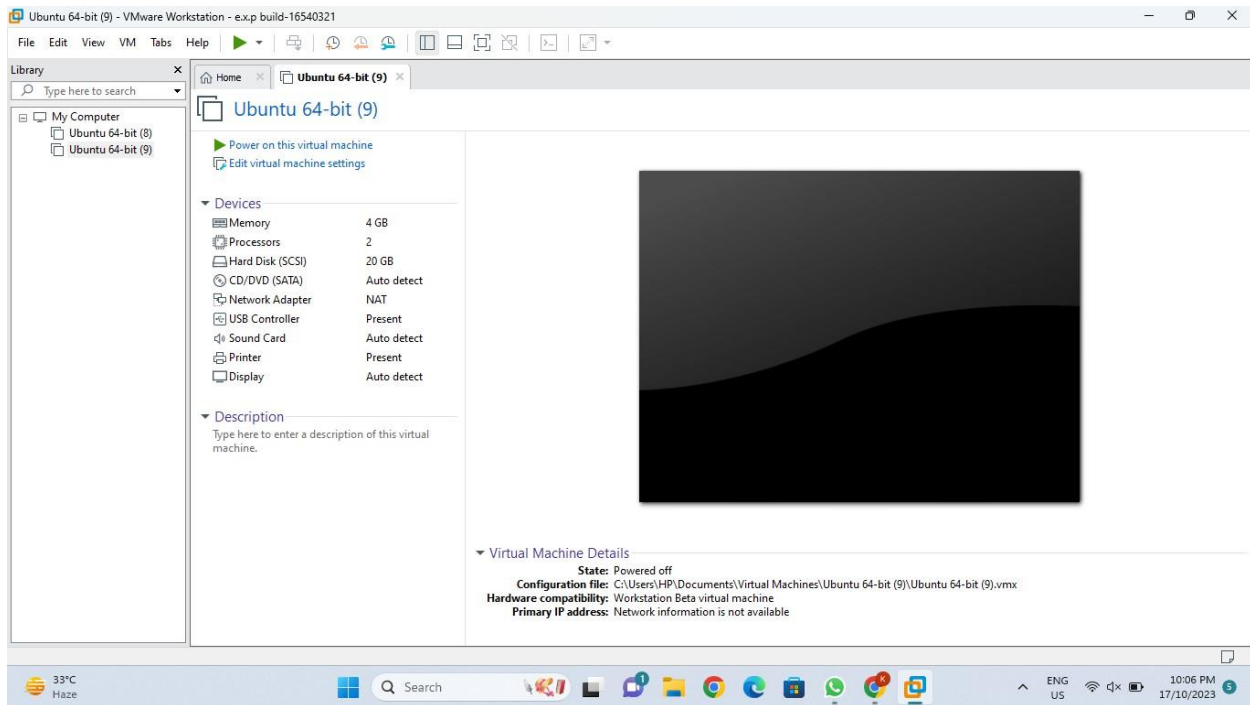 Ubuntu 64-bit (9) - VMware Workstation - e.x.p build-16540321
File Edit View VM Tabs Help
Library
Type here to search
My Computer
Ubuntu 64-bit (8)
Ubuntu 64-bit (9)
Home
Ubuntu 64-bit (9)
Ubuntu 64-bit (9)
Power on this virtual machine
Edit virtual machine settings
Devices
Memory 4 GB
Processors 2
Hard Disk (SCSI) 20 GB
CD/DVD (SATA) Auto detect
Network Adapter NAT
USB Controller Present
Sound Card Auto detect
Printer Present
Display Auto detect
Description
Type here to enter a description of this virtual
machine.
Virtual Machine Details
State: Powered off
Configuration file: C:\Users\HP\Documents\Virtual Machines\Ubuntu 64-bit (9)\Ubuntu 64-bit (9).vmx
Hardware compatibility: Workstation Beta virtual machine
Primary IP address: Network information is not available
33°C
Haze
Search
1
K
ENG
US
10:06 PM
17/10/2023
5